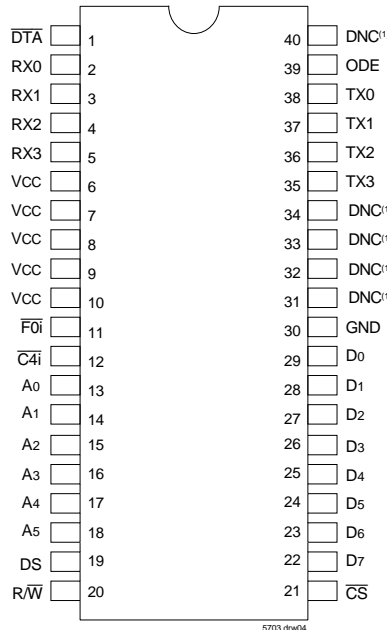 D̅T̅A̅ 1 40 DNC(1
RX0 2 39 ODE
RX1 3 38 TX0
RX2 4 37 TX1
RX3 5 36 TX2
VCC 6 35 TX3
VCC 7 34 DNC(1
VCC 8 33 DNC(1
VCC 9 32 DNC(1
VCC 10 31 DNC(1
F̅0̅i̅ 11 30 GND
C̅4̅i̅ 12 29 D0
A0 13 28 D1
A1 14 27 D2
A2 15 26 D3
A3 16 25 D4
A4 17 24 D5
A5 18 23 D6
DS 19 22 D7
R/W̅ 20 21 C̅S̅
5703 drw04